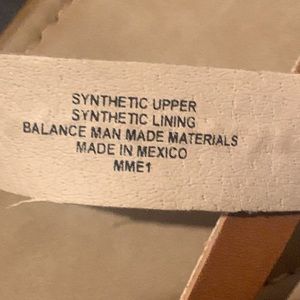 SYNTHETIC UPPER
SYNTHETIC LINING
BALANCE MAN MADE MATERIALS
MADE IN MEXICO
MME1